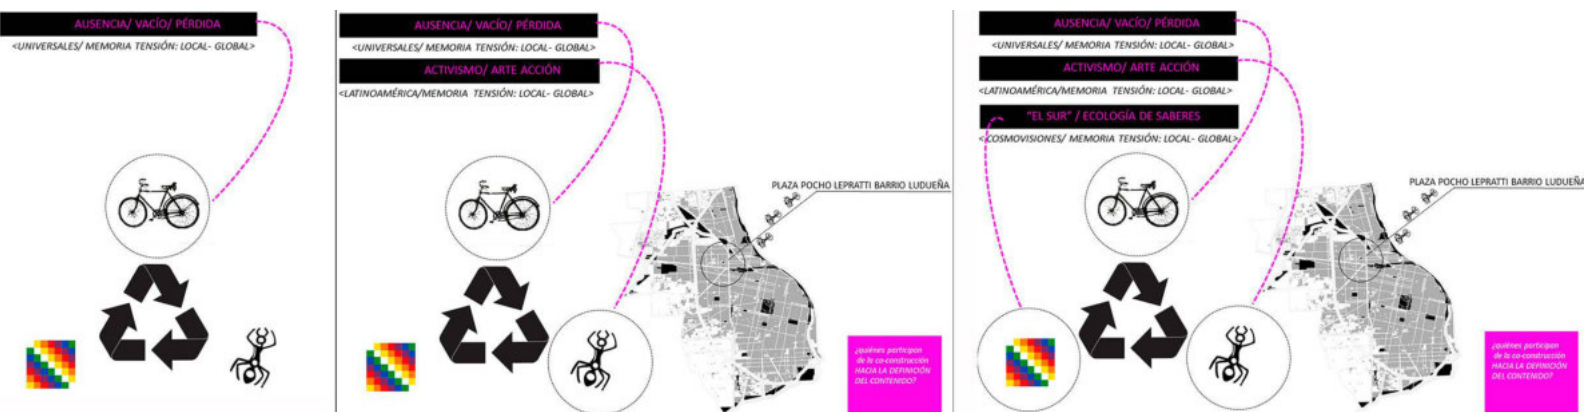 AUSENCIA/ VACÍO/ PÉRDIDA
<UNIVERSALES/ MEMORIA TENSIÓN: LOCAL- GLOBAL>
AUSENCIA/ VACÍO/ PÉRDIDA
<UNIVERSALES/ MEMORIA TENSIÓN: LOCAL- GLOBAL>
ACTIVISMO/ ARTE ACCIÓN
<LATINOAMÉRICA/MEMORIA TENSIÓN: LOCAL- GLOBAL>
PLAZA POCHO LEPRATTI BARRIO LUDUEÑA
¿quiénes participan
de la co-construcción
HACIA LA DEFINICIÓN
DEL CONTENIDO?
AUSENCIA/ VACÍO/ PÉRDIDA
<UNIVERSALES/ MEMORIA TENSIÓN: LOCAL- GLOBAL>
ACTIVISMO/ ARTE ACCIÓN
<LATINOAMÉRICA/MEMORIA TENSIÓN: LOCAL- GLOBAL>
"EL SUR" / ECOLOGÍA DE SABERES
<COSMOVISIONES/ MEMORIA TENSIÓN: LOCAL- GLOBAL>
PLAZA POCHO LEPRATTI BARRIO LUDUEÑA
¿quiénes participan
de la co-construcción
HACIA LA DEFINICIÓN
DEL CONTENIDO?